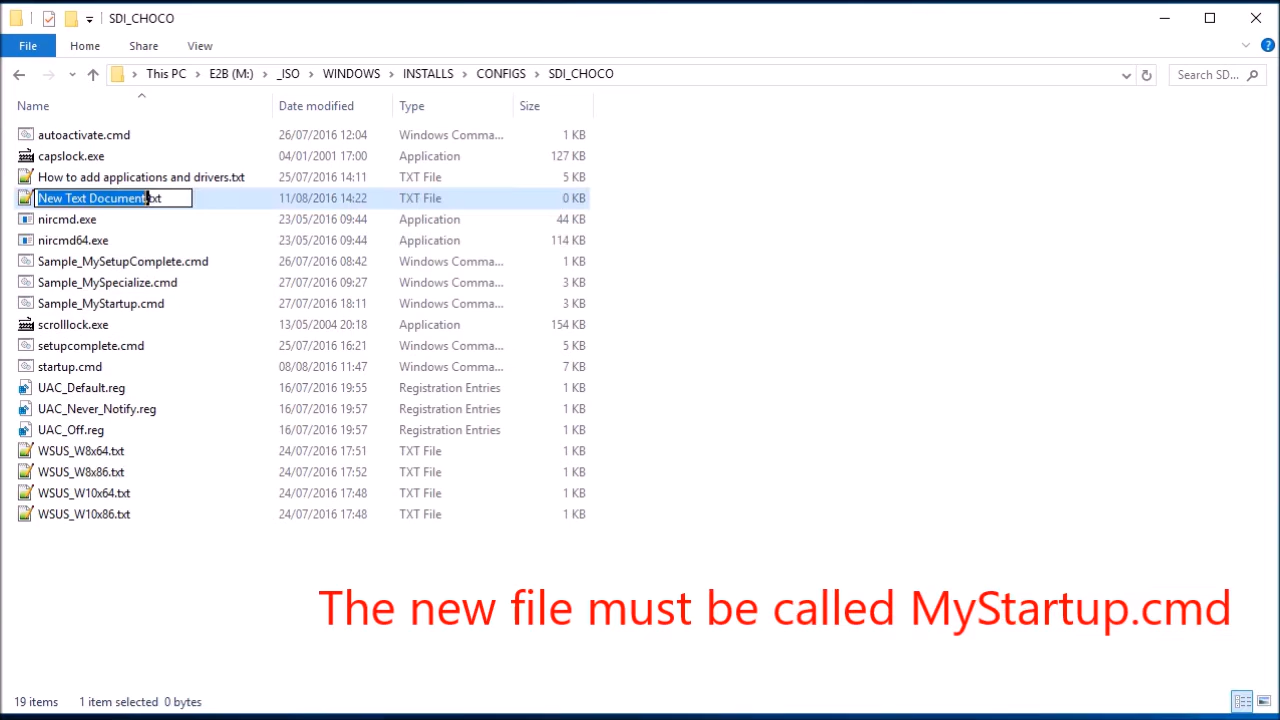 SDI_CHOCO
File Home Share View
This PC E2B (M:) _ISO WINDOWS INSTALLS CONFIGS SDI_CHOCO Search SD...
Name Date modified Type Size
autoactivate.cmd 26/07/2016 12:04 Windows Comma... 1 KB
capslock.exe 04/01/2001 17:00 Application 127 KB
How to add applications and drivers.txt 25/07/2016 14:11 TXT File 5 KB
New Text Document.txt 11/08/2016 14:22 TXT File 0 KB
nircmd.exe 23/05/2016 09:44 Application 44 KB
nircmd64.exe 23/05/2016 09:44 Application 114 KB
Sample_MySetupComplete.cmd 26/07/2016 08:42 Windows Comma... 1 KB
Sample_MySpecialize.cmd 27/07/2016 09:27 Windows Comma... 3 KB
Sample_MyStartup.cmd 27/07/2016 18:11 Windows Comma... 3 KB
scrolllock.exe 13/05/2004 20:18 Application 154 KB
setupcomplete.cmd 25/07/2016 16:21 Windows Comma... 5 KB
startup.cmd 08/08/2016 11:47 Windows Comma... 7 KB
UAC_Default.reg 16/07/2016 19:55 Registration Entries 1 KB
UAC_Never_Notify.reg 16/07/2016 19:57 Registration Entries 1 KB
UAC_Off.reg 16/07/2016 19:57 Registration Entries 1 KB
WSUS_W8x64.txt 24/07/2016 17:51 TXT File 1 KB
WSUS_W8x86.txt 24/07/2016 17:52 TXT File 1 KB
WSUS_W10x64.txt 24/07/2016 17:48 TXT File 1 KB
WSUS_W10x86.txt 24/07/2016 17:48 TXT File 1 KB
The new file must be called MyStartup.cmd
19 items 1 item selected 0 bytes